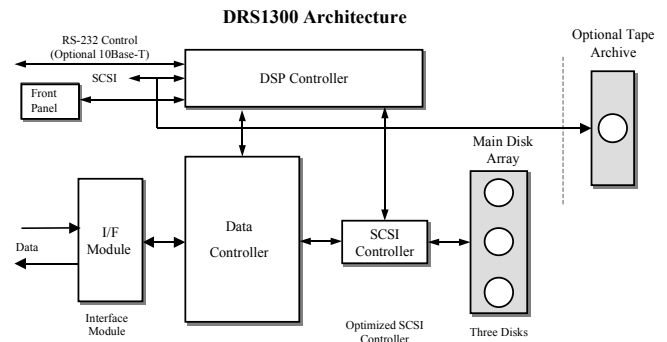 DRS1300 Architecture
RS-232 Control
(Optional 10Base-T)
SCSI
Front
Panel
DSP Controller
Optional Tape
Archive
Main Disk
Array
I/F
Module
Data
Data
Controller
SCSI
Controller
Interface
Module
Optimized SCSI
Controller
Three Disks